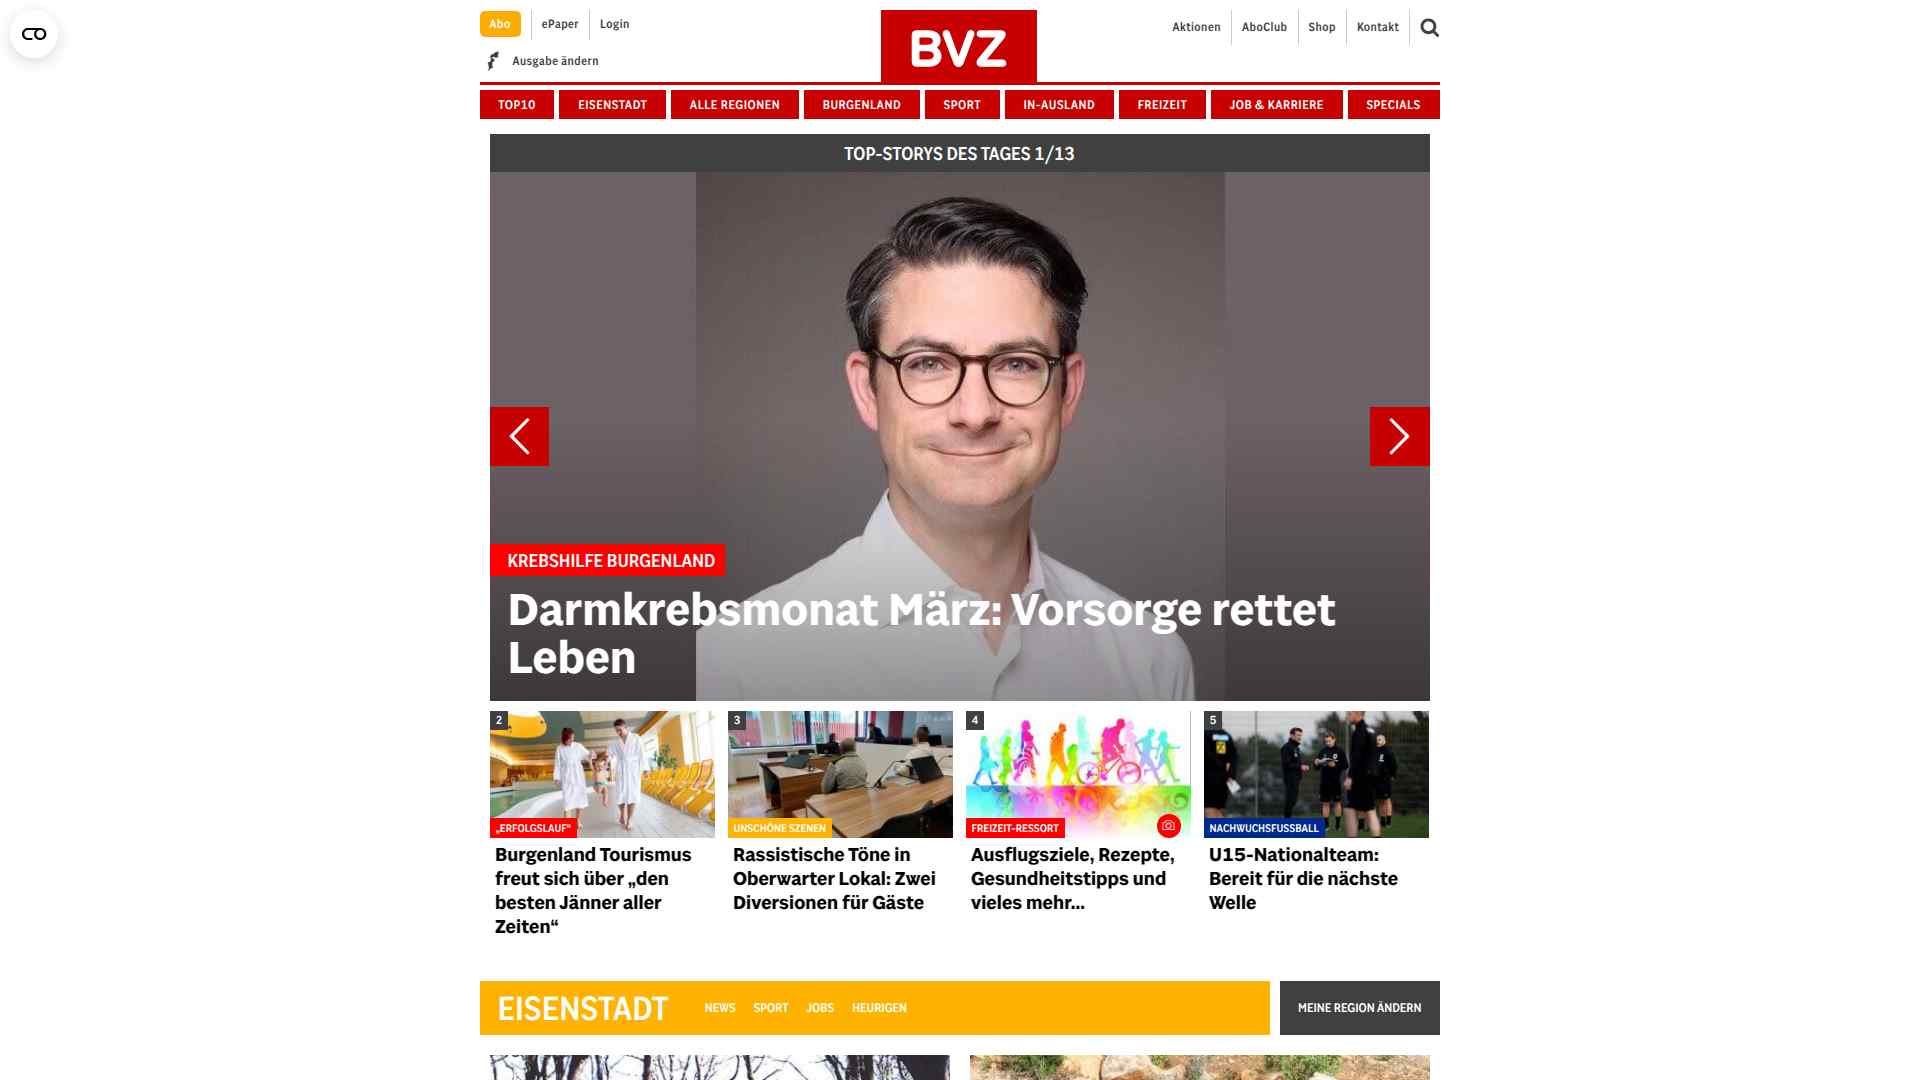 Abo
ePaper
Login
Ausgabe ändern
BVZ
Aktionen
AboClub
Shop
Kontakt
TOP10
EISENSTADT
ALLE REGIONEN
BURGENLAND
SPORT
IN-AUSLAND
FREIZEIT
JOB & KARRIERE
SPECIALS
TOP-STORYS DES TAGES 1/13
KREBSHILFE BURGENLAND
Darmkrebsmonat März: Vorsorge rettet
Leben
2
„ERFOLGSLAUF“
Burgenland Tourismus
freut sich über „den
besten Jänner aller
Zeiten“
3
UNSCHÖNE SZENEN
Rassistische Töne in
Oberwarter Lokal: Zwei
Diversionen für Gäste
4
FREIZEIT-RESSORT
Ausflugsziele, Rezepte,
Gesundheitstipps und
vieles mehr...
5
NACHWUCHSFUSSBALL
U15-Nationalteam:
Bereit für die nächste
Welle
EISENSTADT
NEWS
SPORT
JOBS
HEURIGEN
MEINE REGION ÄNDERN